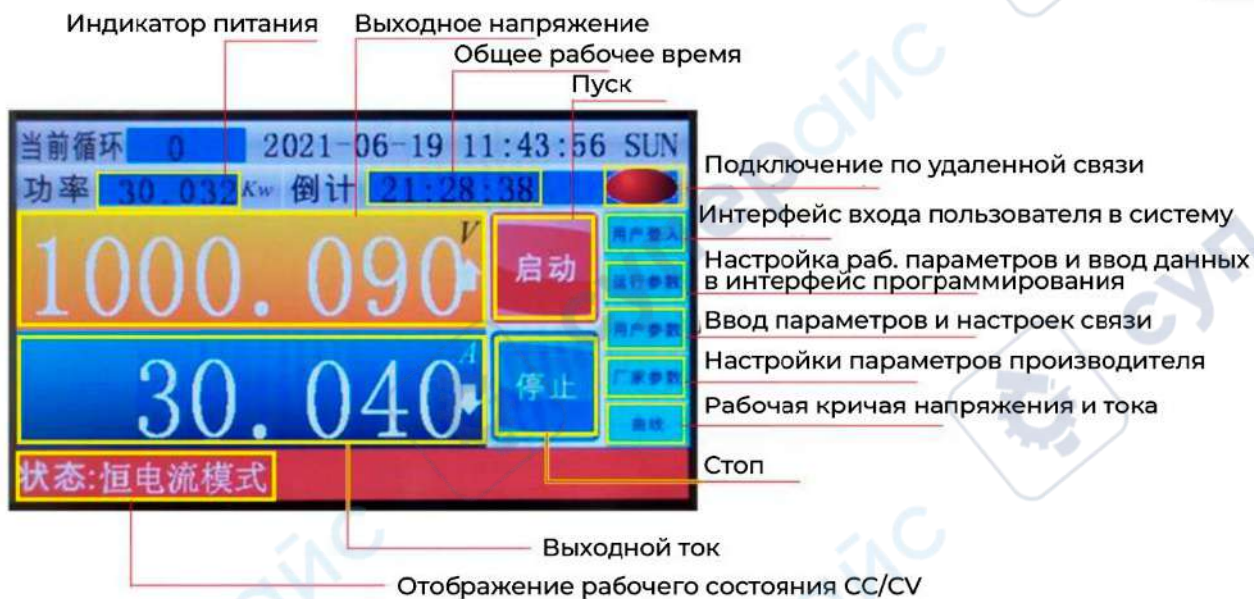 Индикатор питания
Выходное напряжение
Общее рабочее время
Пуск
当前循环 0 2021-06-19 11:43:56 SUN
功率 30.032Kw 倒计 21:28:38
1000.090 V
启动
30.040 A
停止
用户登入
运行参数
用户参数
厂家参数
曲线
状态:恒电流模式
Подключение по удаленной связи
Интерфейс входа пользователя в систему
Настройка раб. параметров и ввод данных
в интерфейс программирования
Ввод параметров и настроек связи
Настройки параметров производителя
Рабочая кричая напряжения и тока
Стоп
Выходной ток
Отображение рабочего состояния CC/CV
супрайс